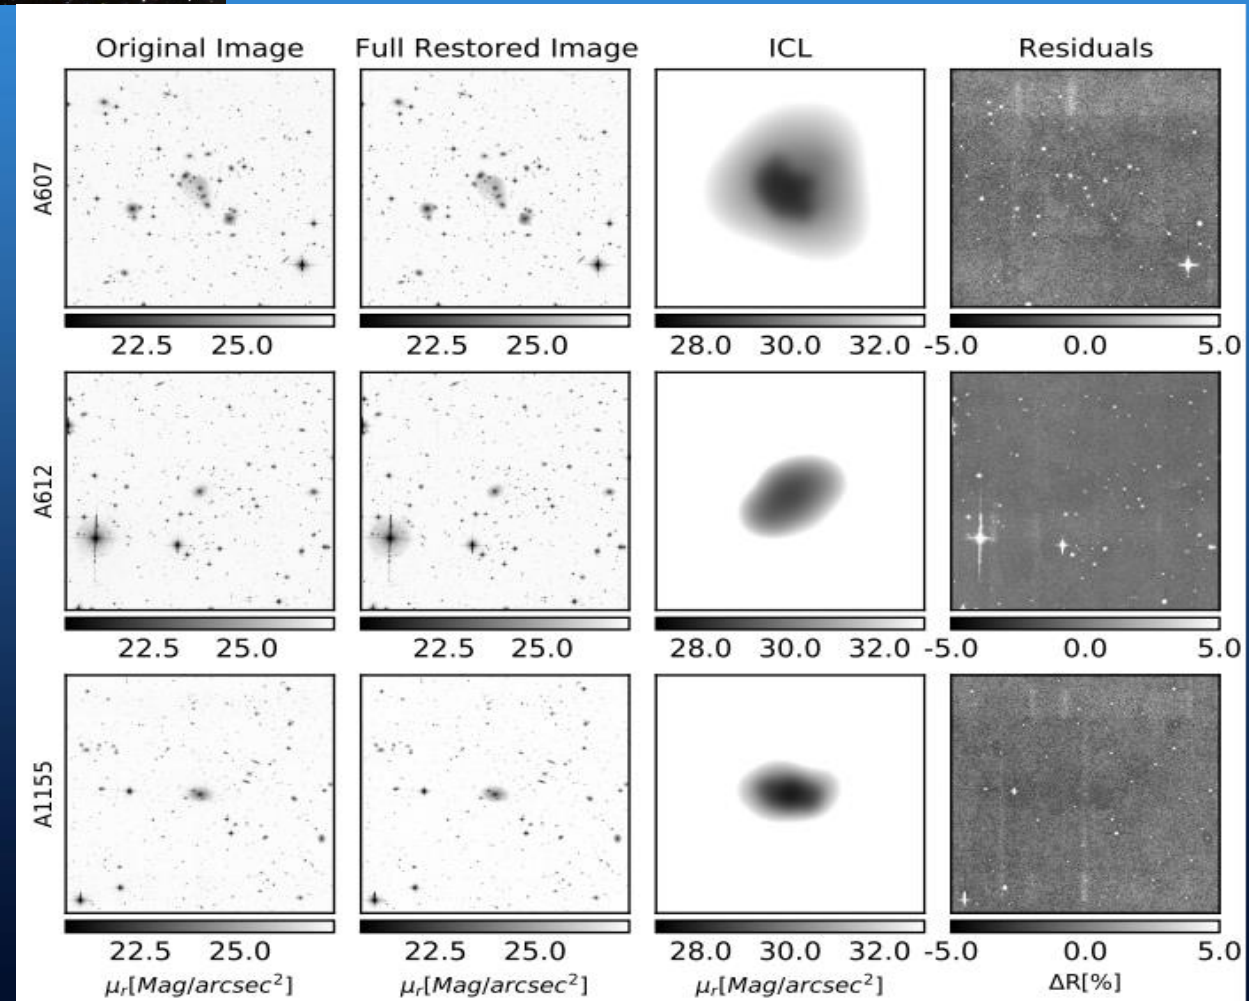 Original Image Full Restored Image ICL Residuals
A607
22.5 25.0 22.5 25.0 28.0 30.0 32.0 -5.0 0.0 5.0
A612
22.5 25.0 22.5 25.0 28.0 30.0 32.0 -5.0 0.0 5.0
A1155
22.5 25.0 22.5 25.0 28.0 30.0 32.0 -5.0 0.0 5.0
μr[Mag/arcsec²] μr[Mag/arcsec²] μr[Mag/arcsec²] ΔR[%]